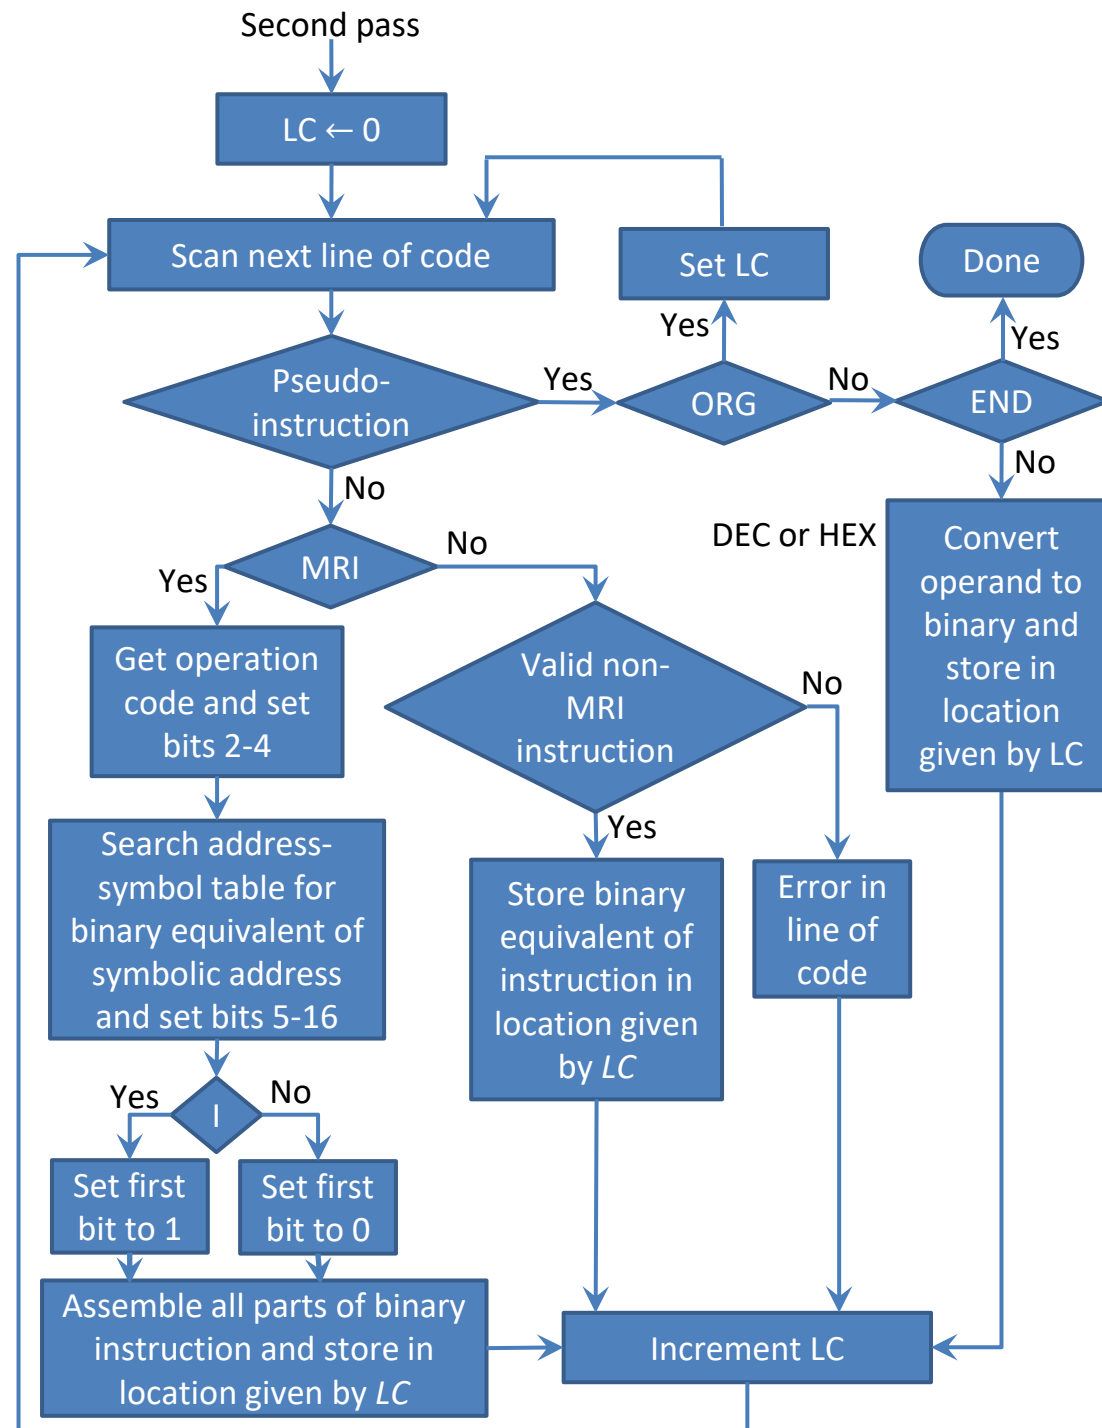 Second pass
LC ← 0
Scan next line of code
Set LC
Done
Yes
Yes
Pseudo-
instruction
Yes
ORG
No
END
No
No
DEC or HEX
Convert
operand to
binary and
store in
location
given by LC
MRI
No
Yes
Get operation
code and set
bits 2-4
Valid non-
MRI
instruction
No
Yes
Search address-
symbol table for
binary equivalent of
symbolic address
and set bits 5-16
Store binary
equivalent of
instruction in
location given
by LC
Error in
line of
code
Yes
No
I
Set first
bit to 1
Set first
bit to 0
Assemble all parts of binary
instruction and store in
location given by LC
Increment LC